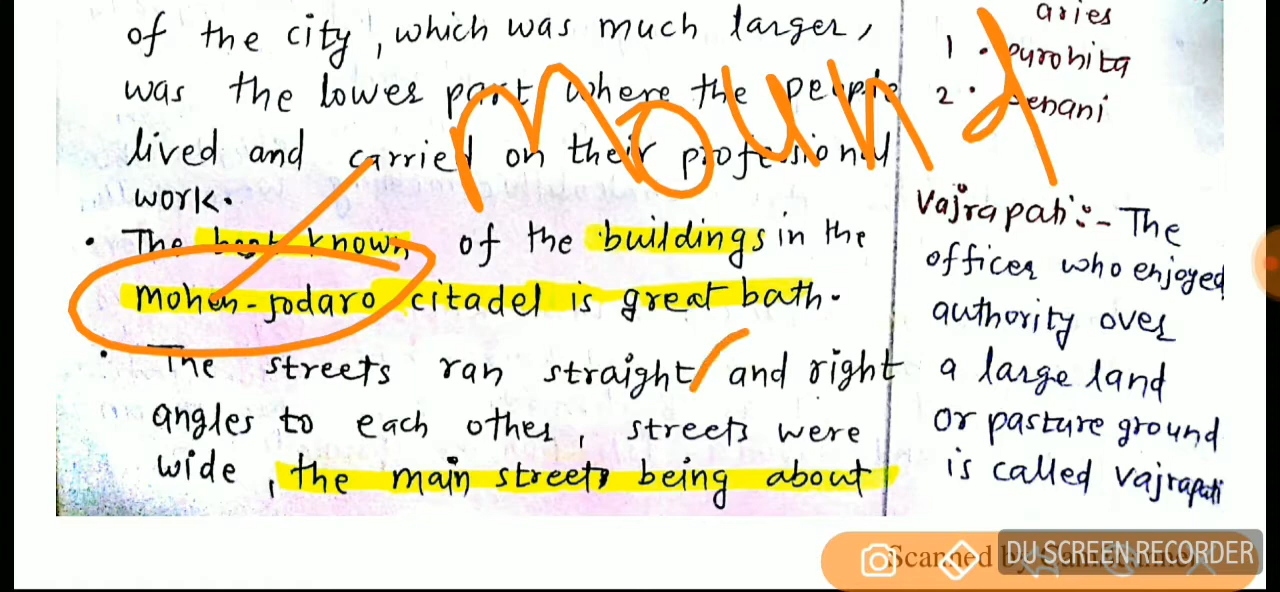 of the city, which was much larger,
was the lower part where the people
lived and carried on their professional
work.
• The best known of the buildings in the
mohen-jodaro citadel is great bath.
• The streets ran straight and right
angles to each other, streets were
wide, the main streets being about
mound
aries
1. Purohita
2. Senani
Vajrapati:- The
officer who enjoyed
authority over
a large land
or pasture ground
is called vajrapati
Scanned by
DU SCREEN RECORDER